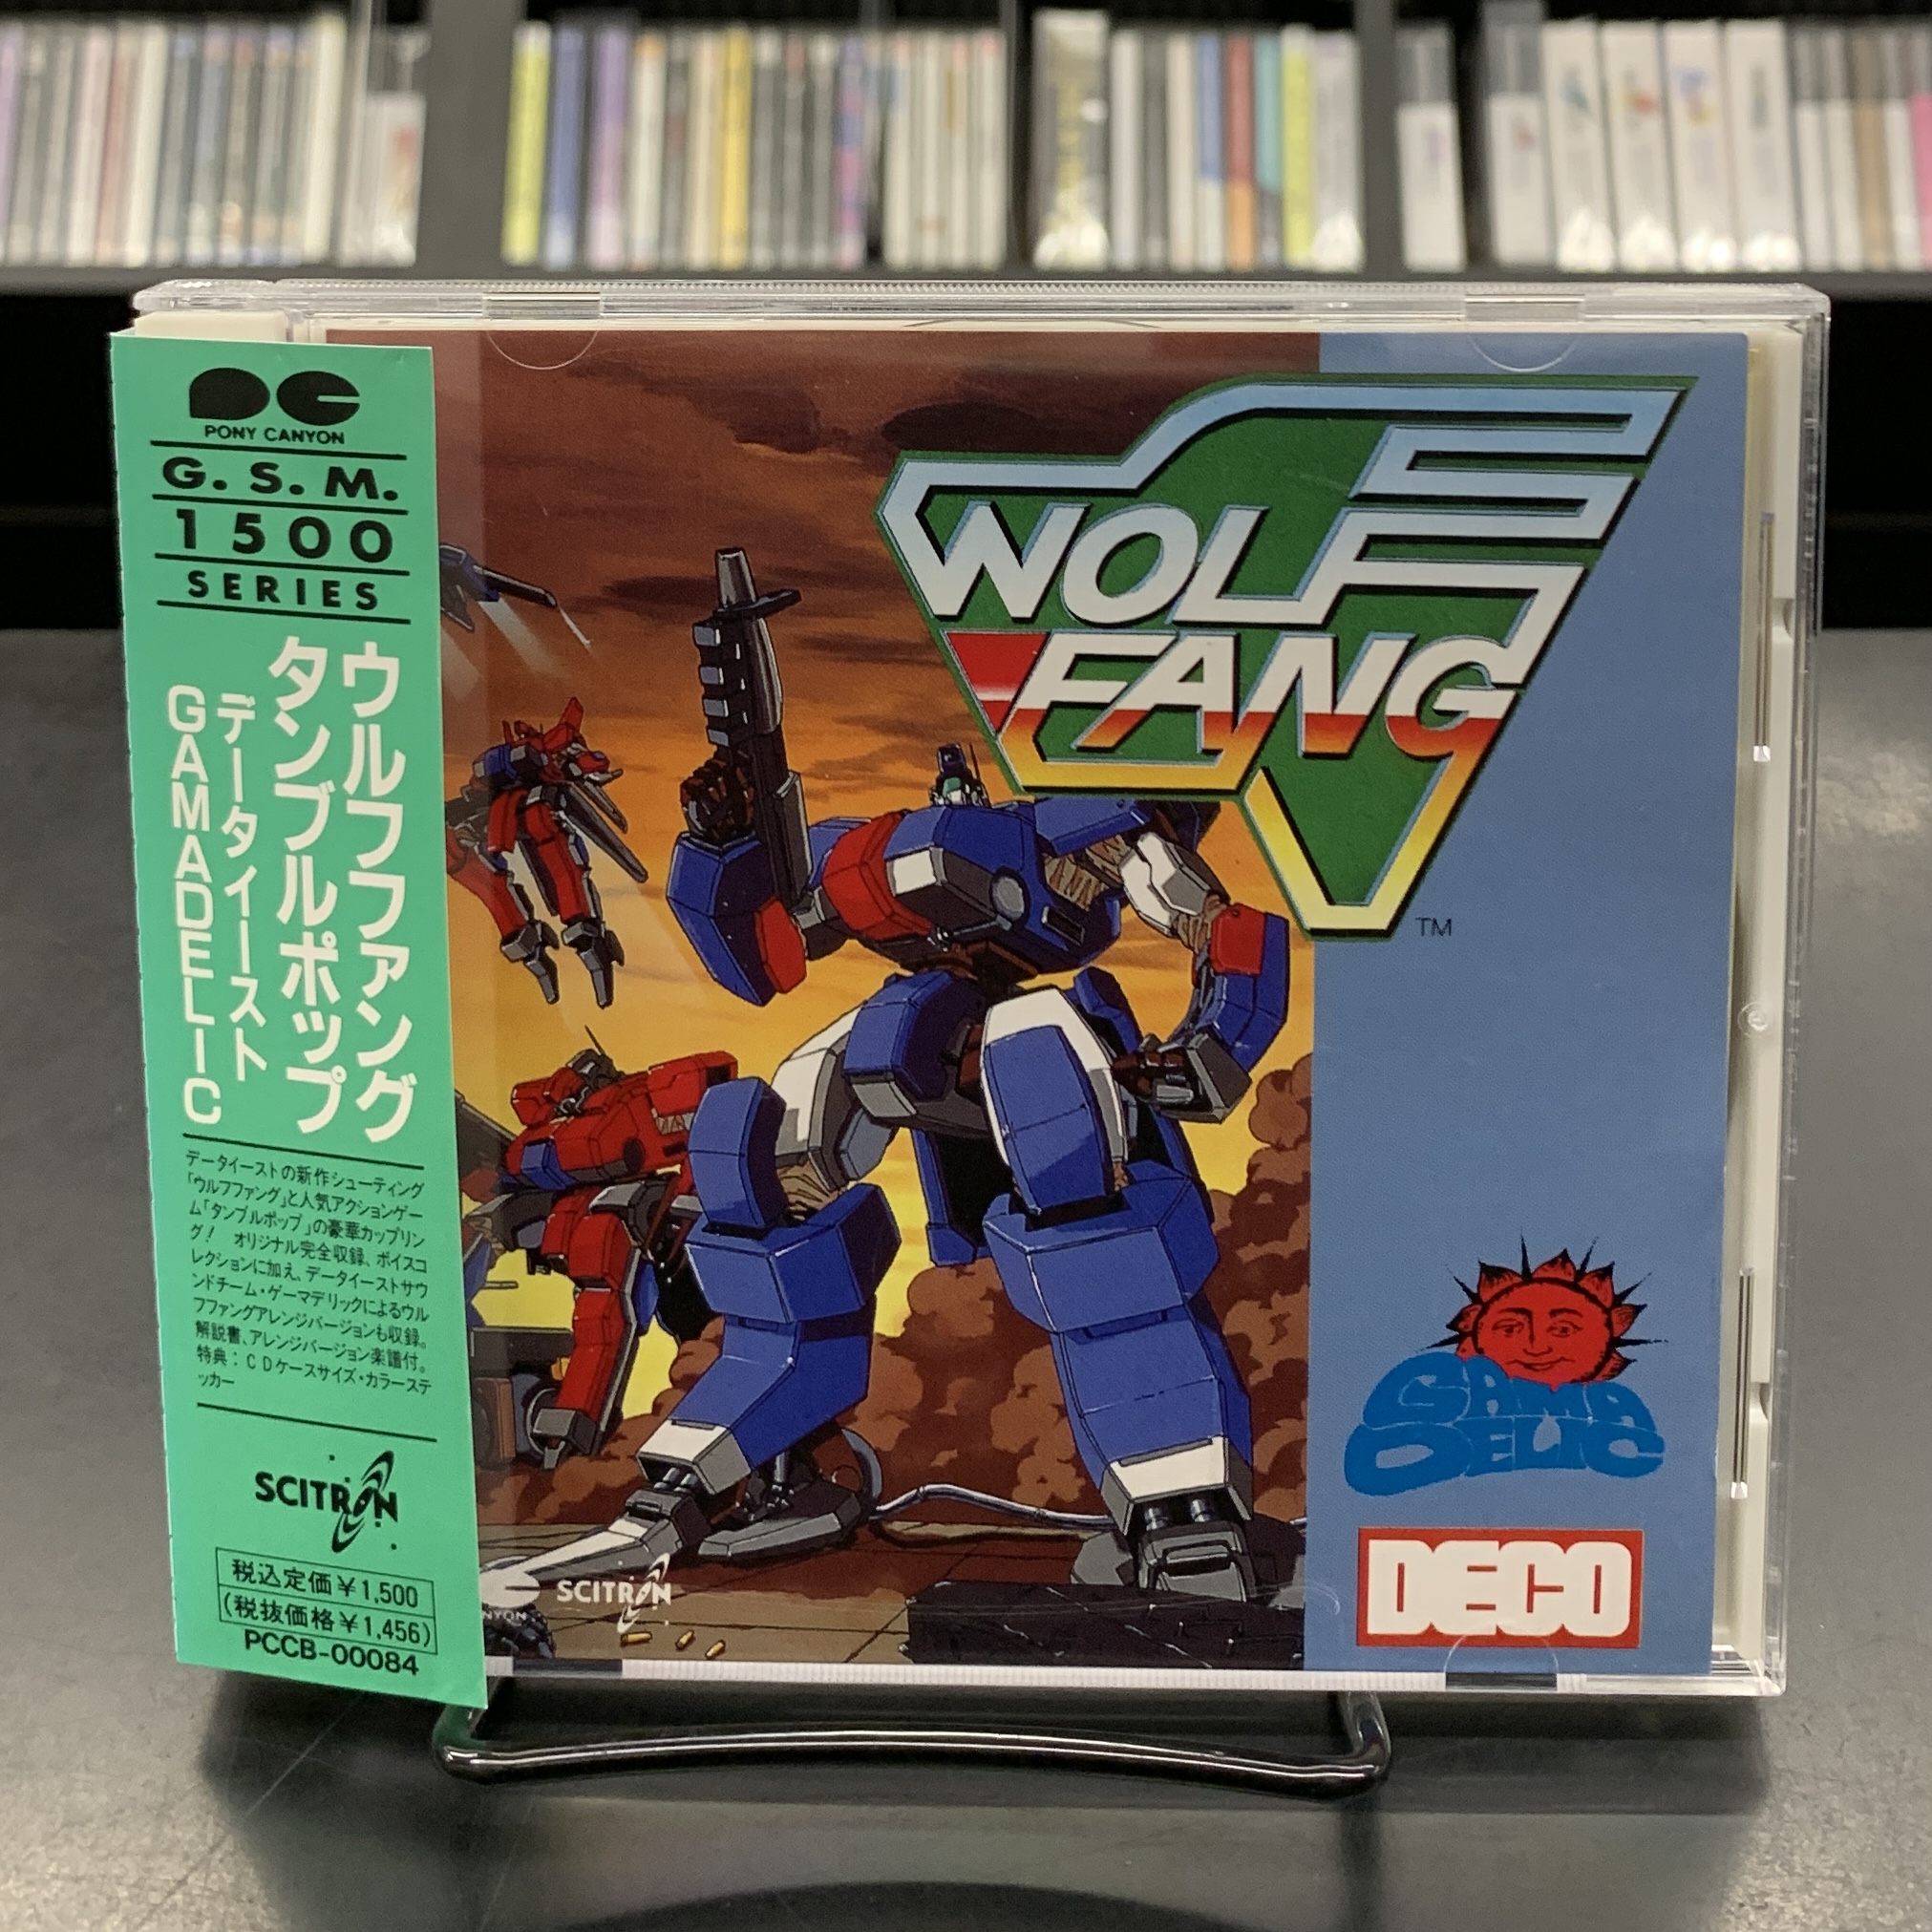 PONY CANYON
G.S.M.
1500
SERIES
ウルフファング
タンブルポップ
データイースト
GAMADELIC
データイーストの新作シューティング
「ウルフファング」と人気アクションゲー
ム「タンブルポップ」の豪華カップリン
グ! オリジナル完全収録、ボイスコ
レクションに加え、データイーストサウ
ンドチーム・ゲーマデリックによるウル
フファングアレンジバージョンも収録。
解説書、アレンジバージョン楽譜付。
特典:CDケースサイズ・カラーステ
ッカー
SCITRON
税込定価¥1,500
(税抜価格¥1,456)
PCCB-00084
WOLF
FANG
TM
GAMA
DELIC
DECO
SCITRON